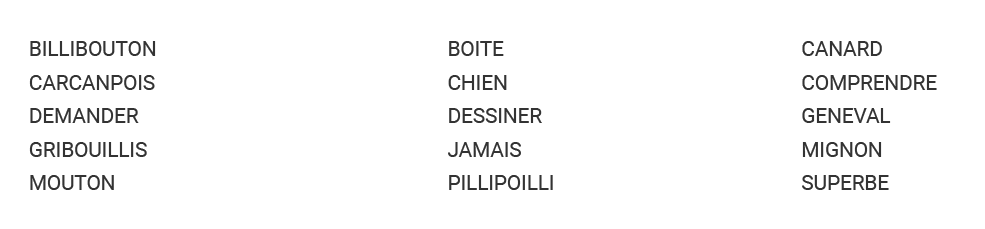 BILLIBOUTON BOITE CANARD
CARCANPOIS CHIEN COMPRENDRE
DEMANDER DESSINER GENEVAL
GRIBOUILLIS JAMAIS MIGNON
MOUTON PILLIPOILLI SUPERBE